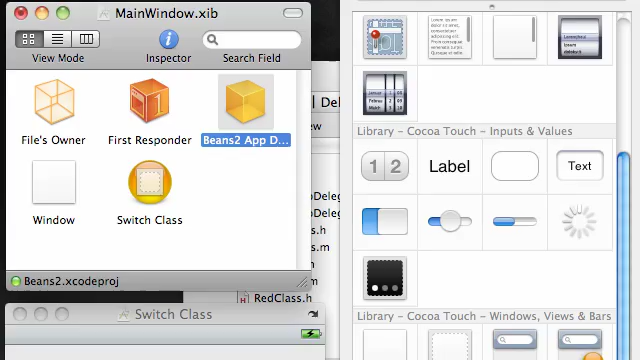 MainWindow.xib
View Mode
Inspector
Search Field
File's Owner
First Responder
Beans2 App D...
Window
Switch Class
Beans2.xcodeproj
Switch Class
RedClass.h
Library – Cocoa Touch – Inputs & Values
1 2
Label
Text
Library – Cocoa Touch – Windows, Views & Bars